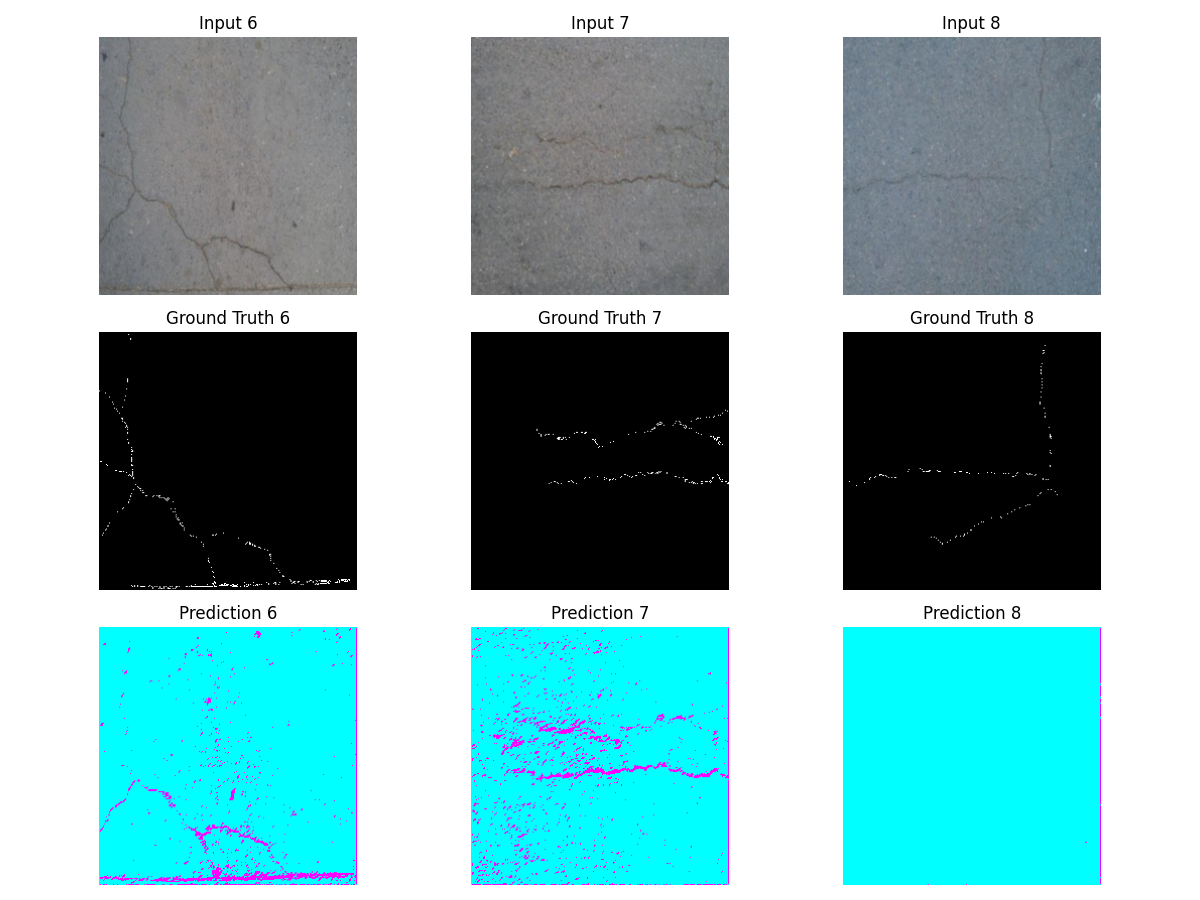 Input 6
Input 7
Input 8
Ground Truth 6
Ground Truth 7
Ground Truth 8
Prediction 6
Prediction 7
Prediction 8